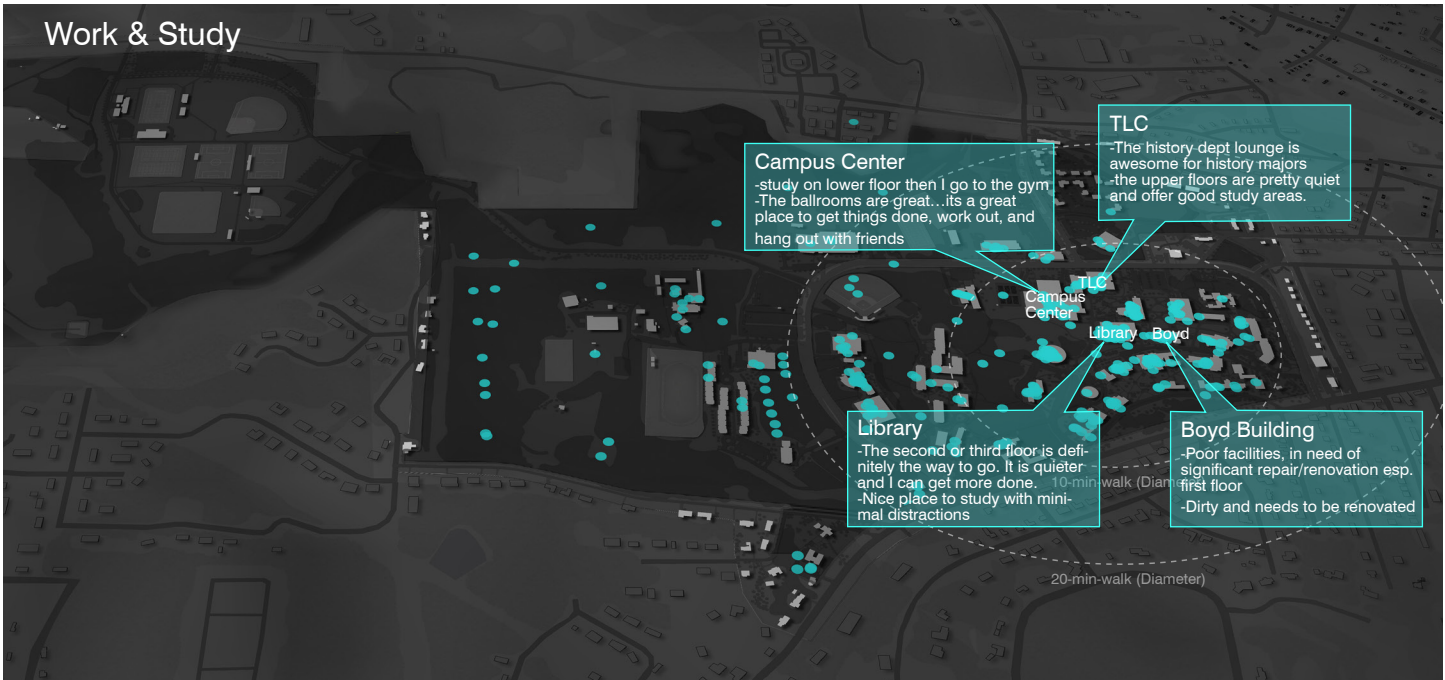 Work & Study
TLC
-The history dept lounge is
awesome for history majors
-the upper floors are pretty quiet
and offer good study areas.
Campus Center
-study on lower floor then I go to the gym
-The ballrooms are great...its a great
place to get things done, work out, and
hang out with friends
TLC
Campus
Center
Library
Boyd
Library
-The second or third floor is defi-
nitely the way to go. It is quieter
and I can get more done.
-Nice place to study with mini-
mal distractions
Boyd Building
-Poor facilities, in need of
significant repair/renovation esp.
first floor
-Dirty and needs to be renovated
10-min-walk (Diame
20-min-walk (Diameter)